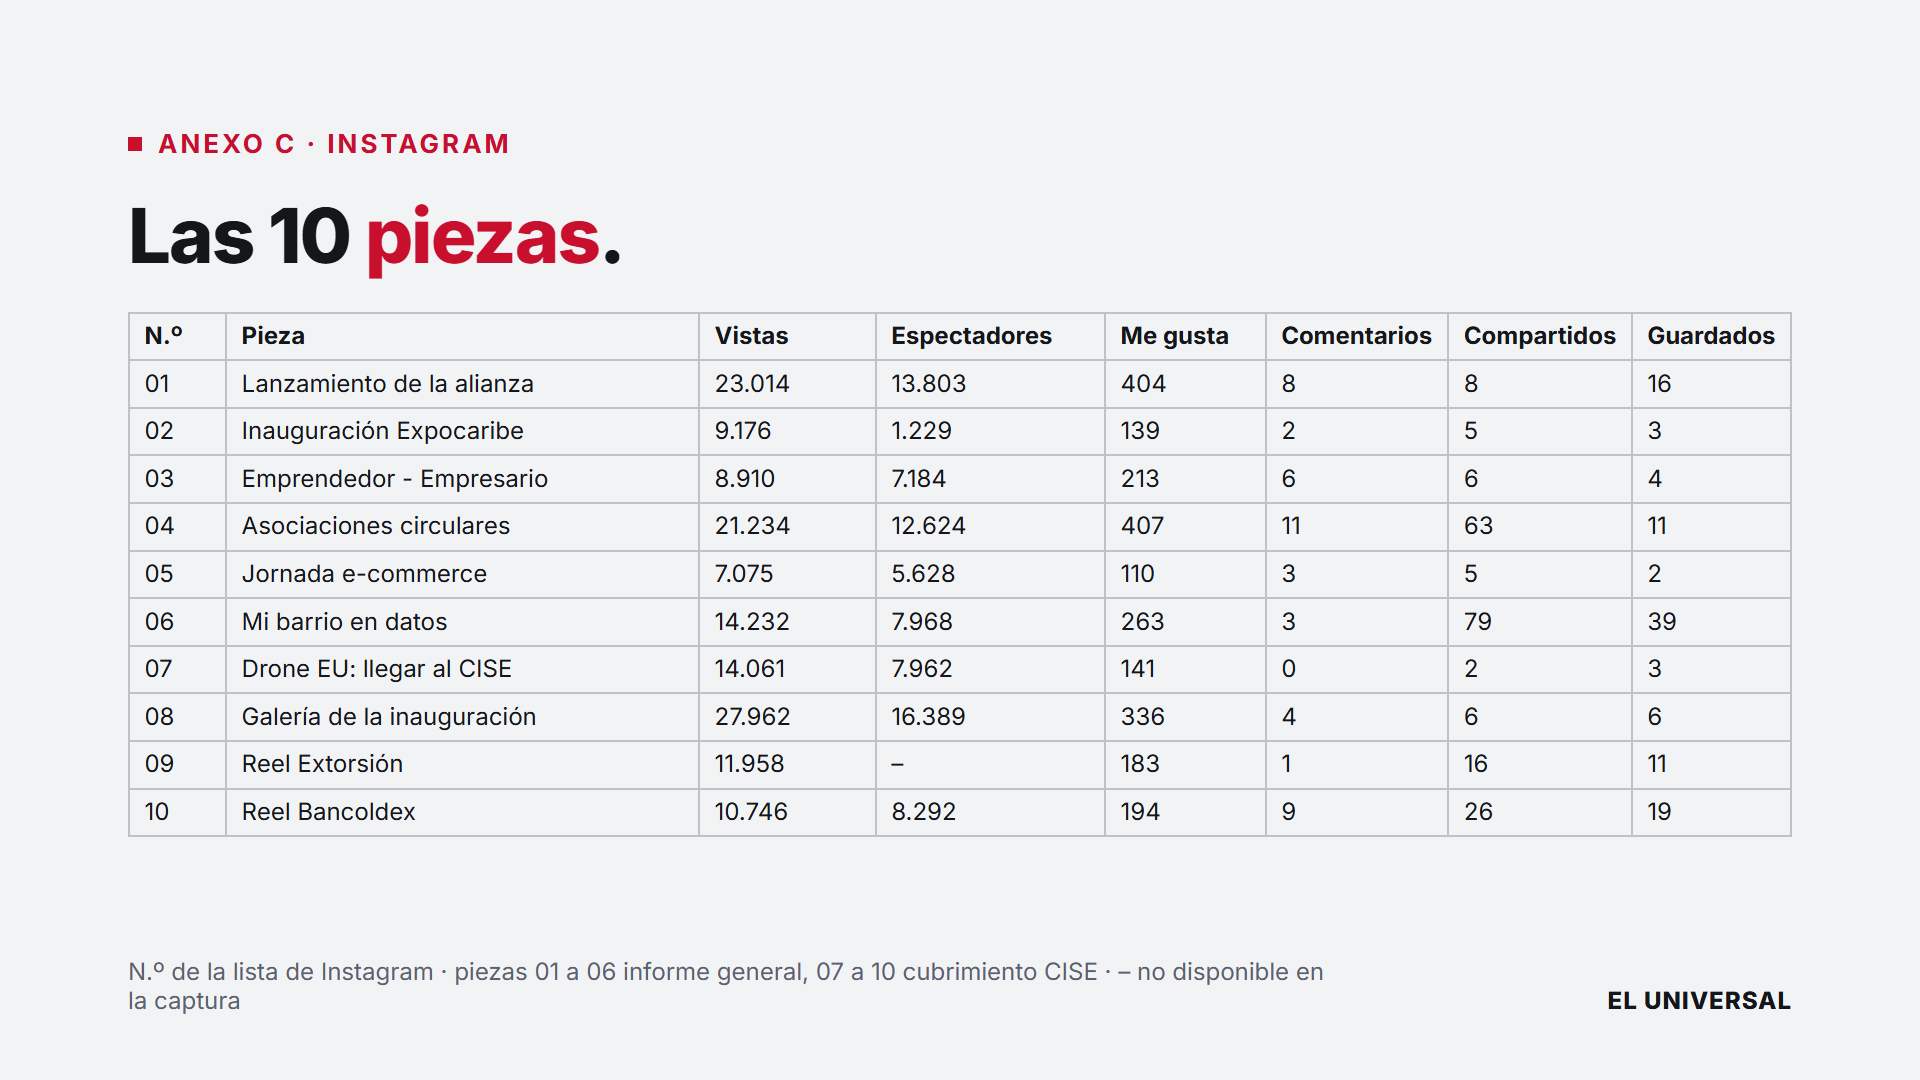 ANEXO C · INSTAGRAM
Las 10 piezas.
N.º Pieza Vistas Espectadores Me gusta Comentarios Compartidos Guardados
01 Lanzamiento de la alianza 23.014 13.803 404 8 8 16
02 Inauguración Expocaribe 9.176 1.229 139 2 5 3
03 Emprendedor - Empresario 8.910 7.184 213 6 6 4
04 Asociaciones circulares 21.234 12.624 407 11 63 11
05 Jornada e-commerce 7.075 5.628 110 3 5 2
06 Mi barrio en datos 14.232 7.968 263 3 79 39
07 Drone EU: llegar al CISE 14.061 7.962 141 0 2 3
08 Galería de la inauguración 27.962 16.389 336 4 6 6
09 Reel Extorsión 11.958 – 183 1 16 11
10 Reel Bancoldex 10.746 8.292 194 9 26 19
N.º de la lista de Instagram · piezas 01 a 06 informe general, 07 a 10 cubrimiento CISE · – no disponible en
la captura
EL UNIVERSAL